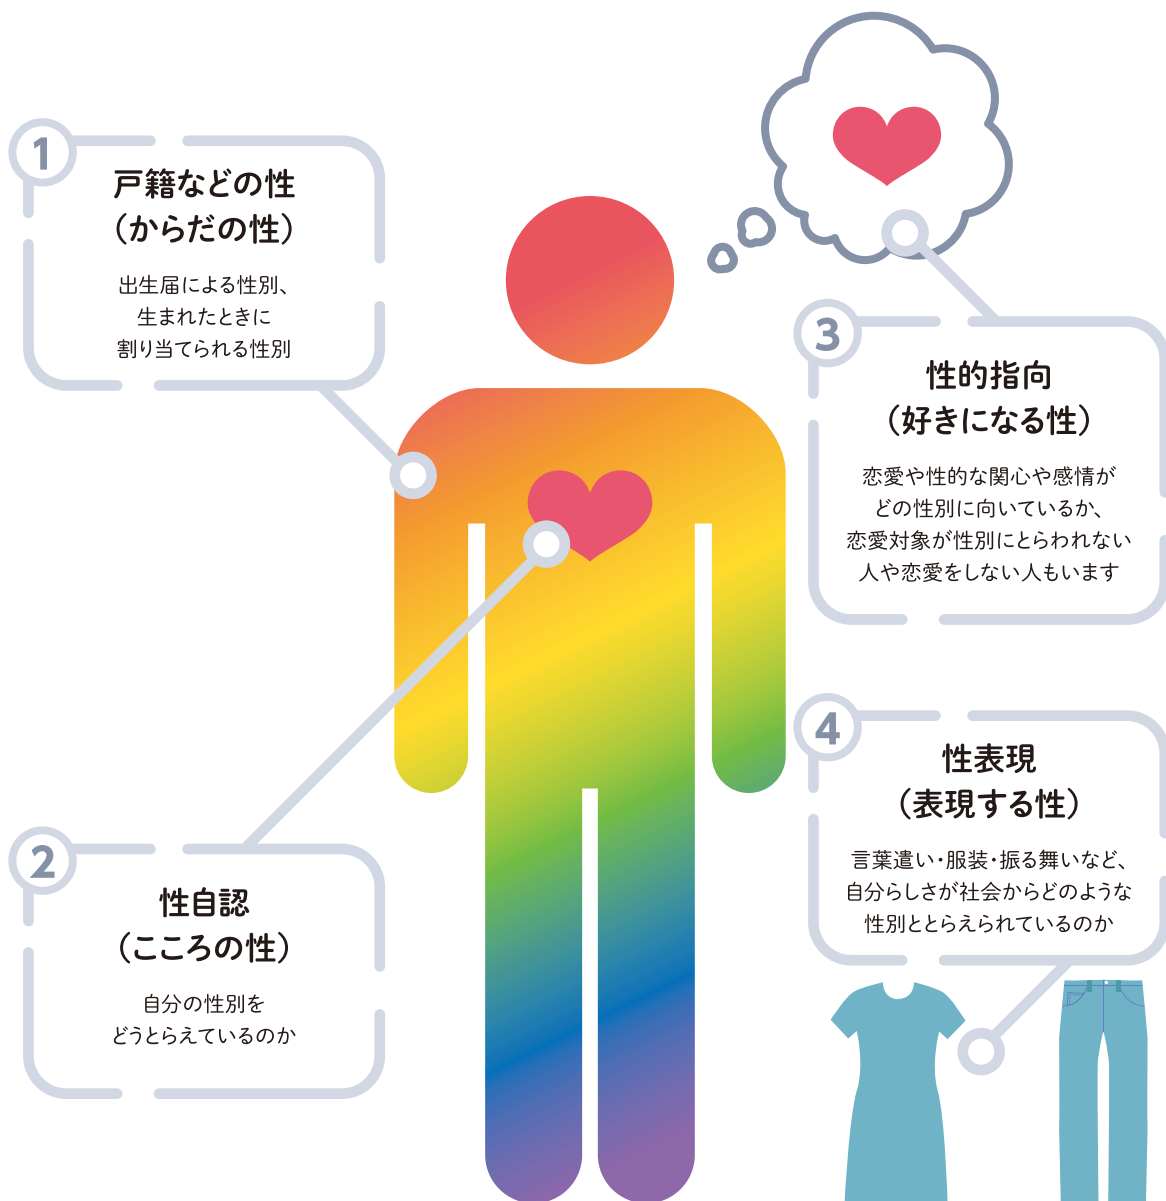 1
戸籍などの性
(からだの性)
出生届による性別、
生まれたときに
割り当てられる性別
2
性自認
(こころの性)
自分の性別を
どうとらえているのか
3
性的指向
(好きになる性)
恋愛や性的な関心や感情が
どの性別に向いているか、
恋愛対象が性別にとらわれない
人や恋愛をしない人もいます
4
性表現
(表現する性)
言葉遣い・服装・振る舞いなど、
自分らしさが社会からどのような
性別ととらえられているのか